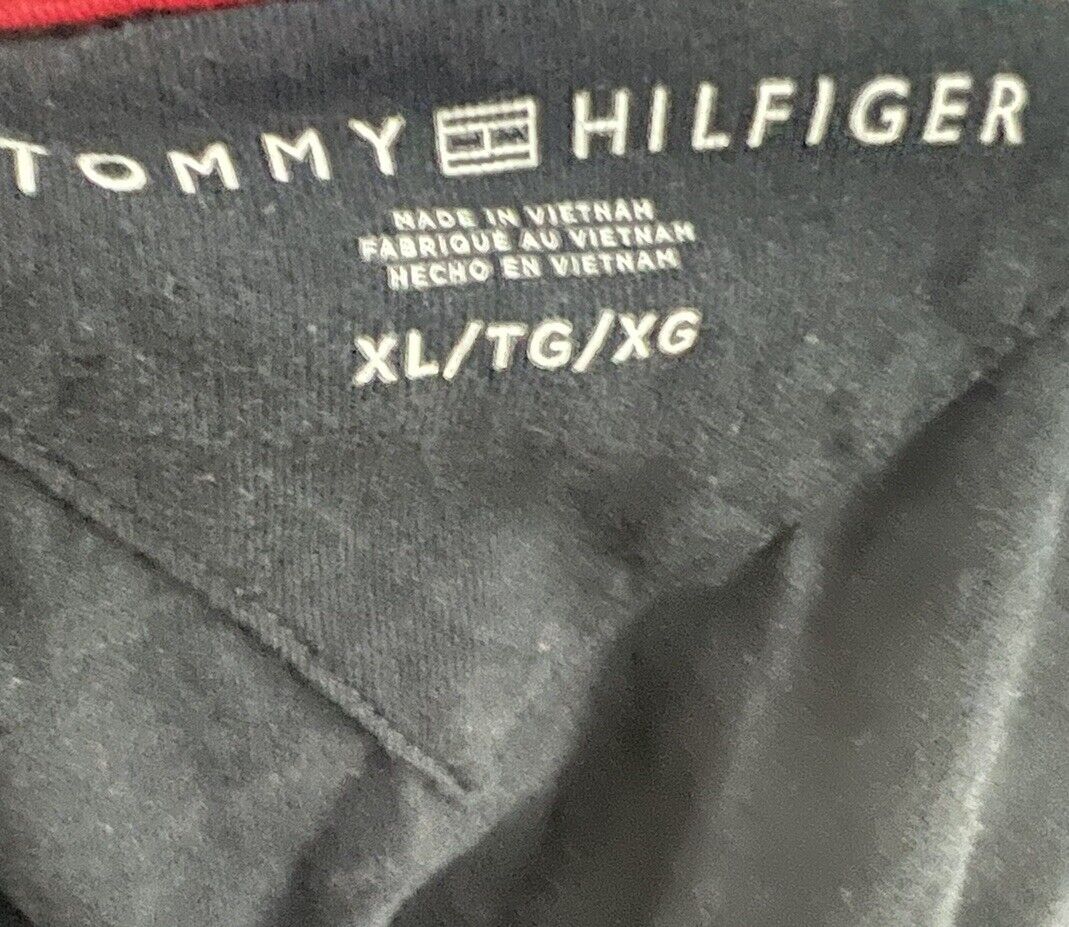 TOMMY HILFIGER
MADE IN VIETNAM
FABRIQUÉ AU VIETNAM
HECHO EN VIETNAM
XL/TG/XG